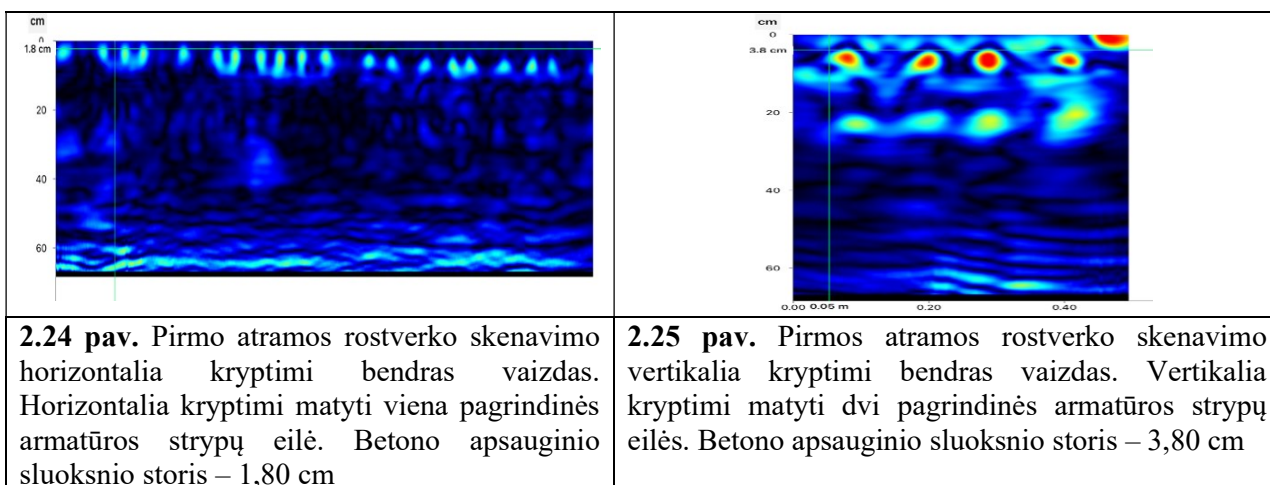 cm
0
1.8 cm
20
40
60
cm
0
3.8 cm
20
40
60
0.00 0.05 m 0.20 0.40
2.24 pav. Pirmo atramos rostverko skenavimo
horizontalia kryptimi bendras vaizdas.
Horizontalia kryptimi matyti viena pagrindinės
armatūros strypų eilė. Betono apsauginio
sluoksnio storis – 1,80 cm
2.25 pav. Pirmos atramos rostverko skenavimo
vertikalia kryptimi bendras vaizdas. Vertikalia
kryptimi matyti dvi pagrindinės armatūros strypų
eilės. Betono apsauginio sluoksnio storis – 3,80 cm